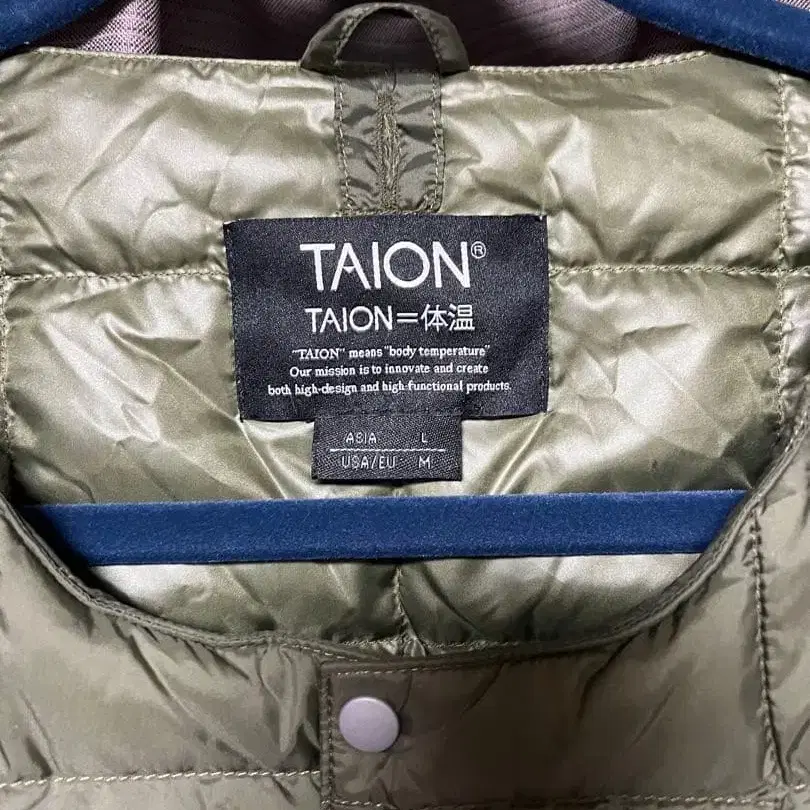 TAION®
TAION=体温
"TAION" means "body temperature"
Our mission is to innovate and create
both high-design and high-functional products.
ASIA L
USA/EU M